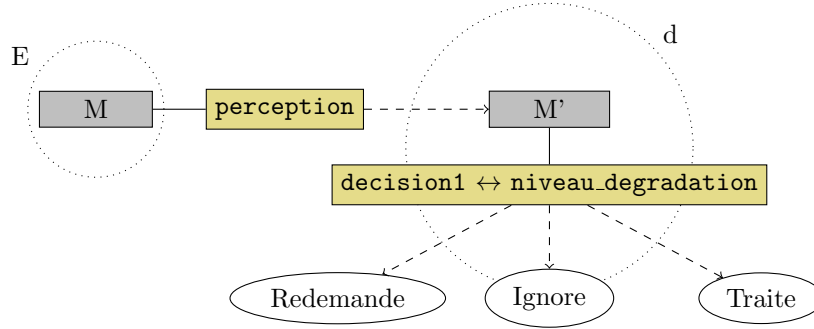 E
d
M
perception
M'
decision1 ↔ niveau_degradation
Redemande
Ignore
Traite